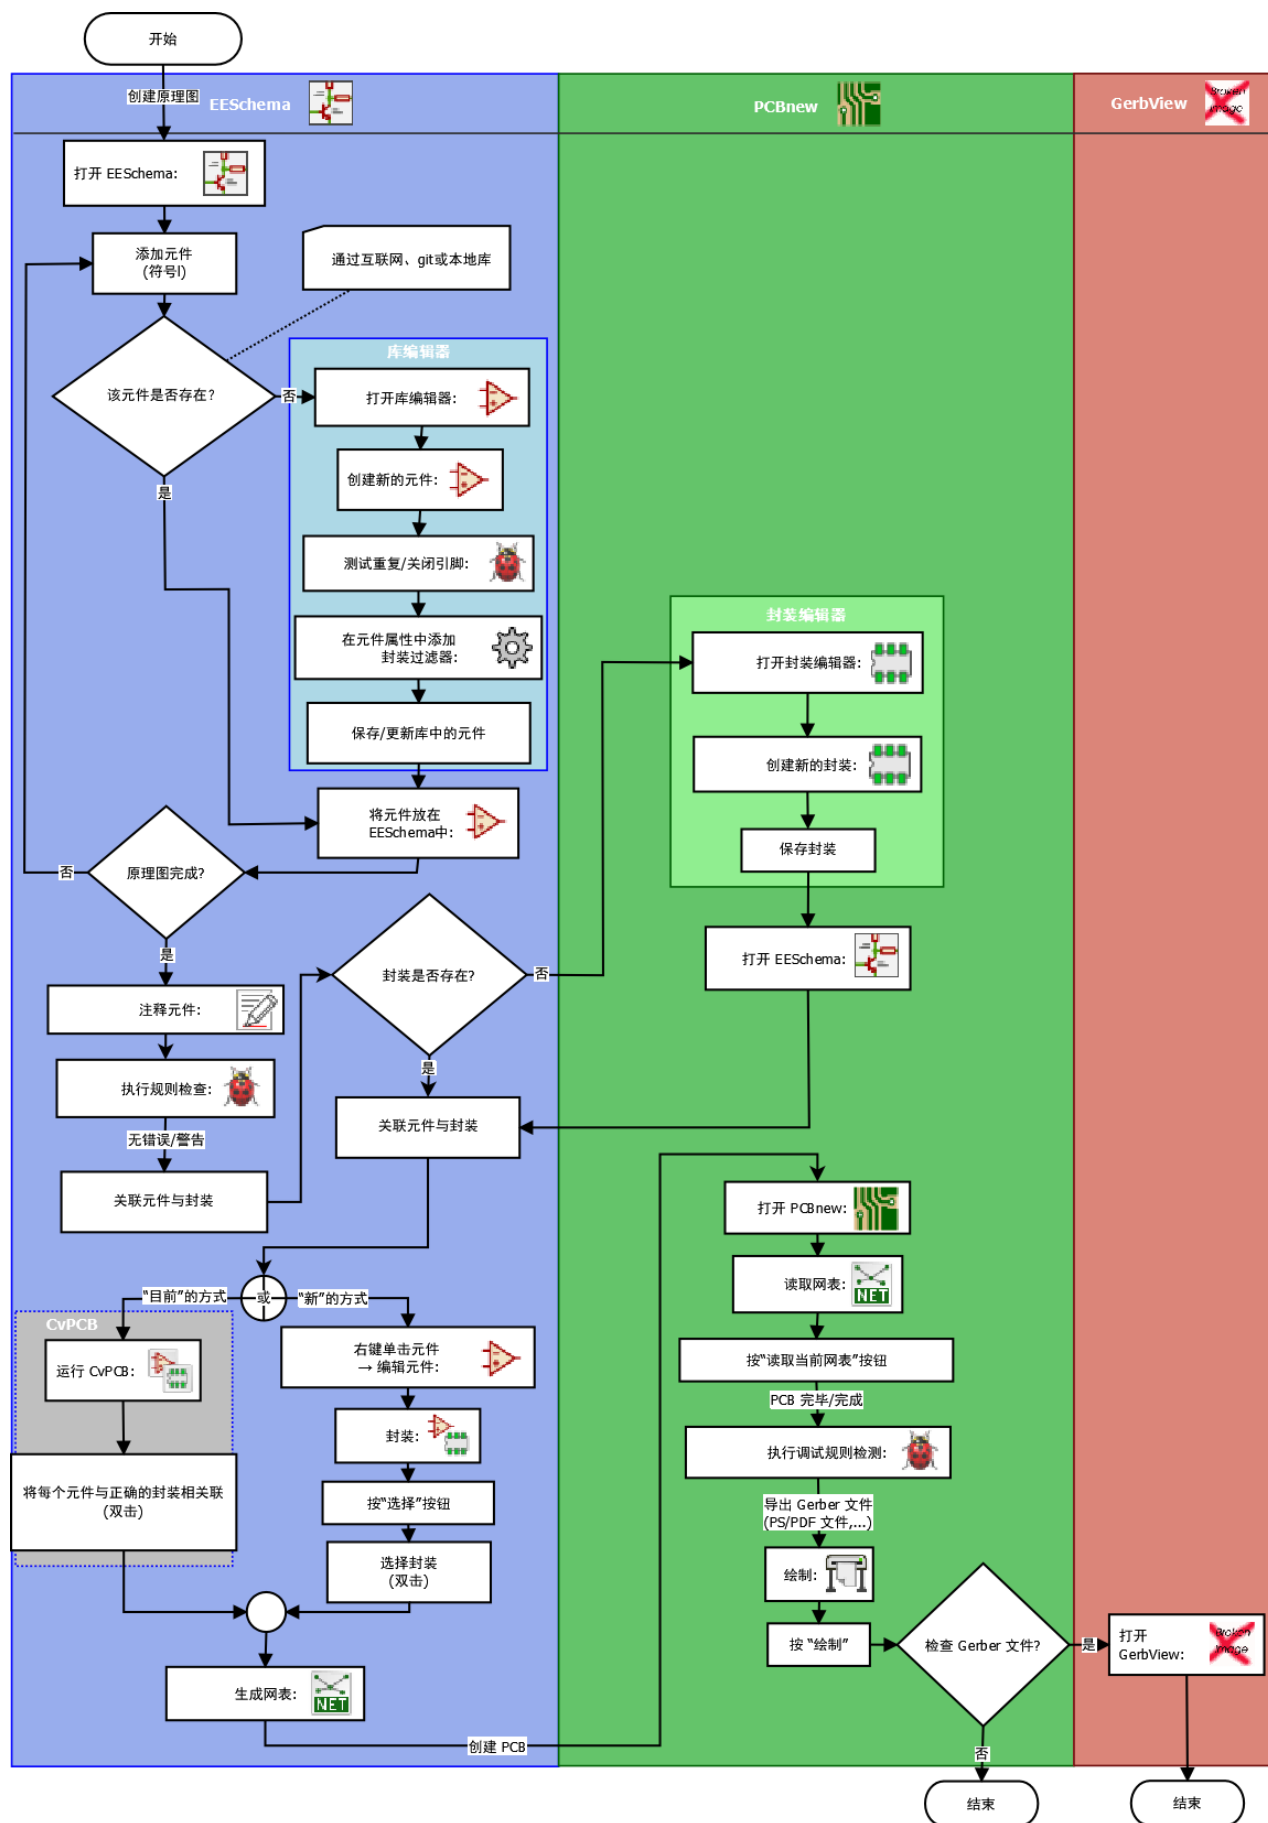 开始
创建原理图
EESchema
PCBnew
GerbView
Broken
image
打开 EESchema:
添加元件
(符号l)
通过互联网、git或本地库
库编辑器
该元件是否存在?
否
打开库编辑器:
创建新的元件:
是
测试重复/关闭引脚:
在元件属性中添加
封装过滤器:
保存/更新库中的元件
封装编辑器
打开封装编辑器:
创建新的封装:
保存封装
将元件放在
EESchema中:
原理图完成?
否
是
封装是否存在?
否
是
打开 EESchema:
注释元件:
执行规则检查:
无错误/警告
关联元件与封装
关联元件与封装
打开 PCBnew:
读取网表:
NET
按“读取当前网表”按钮
PCB 完毕/完成
执行调试规则检测:
导出 Gerber 文件
(PS/PDF 文件,...)
绘制:
按 “绘制”
“目前”的方式
或
“新”的方式
CvPCB
运行 CvPCB:
将每个元件与正确的封装相关联
(双击)
右键单击元件
→ 编辑元件:
封装:
按“选择”按钮
选择封装
(双击)
生成网表:
NET
创建 PCB
检查 Gerber 文件?
是
否
打开
GerbView:
Broken
image
结束
结束